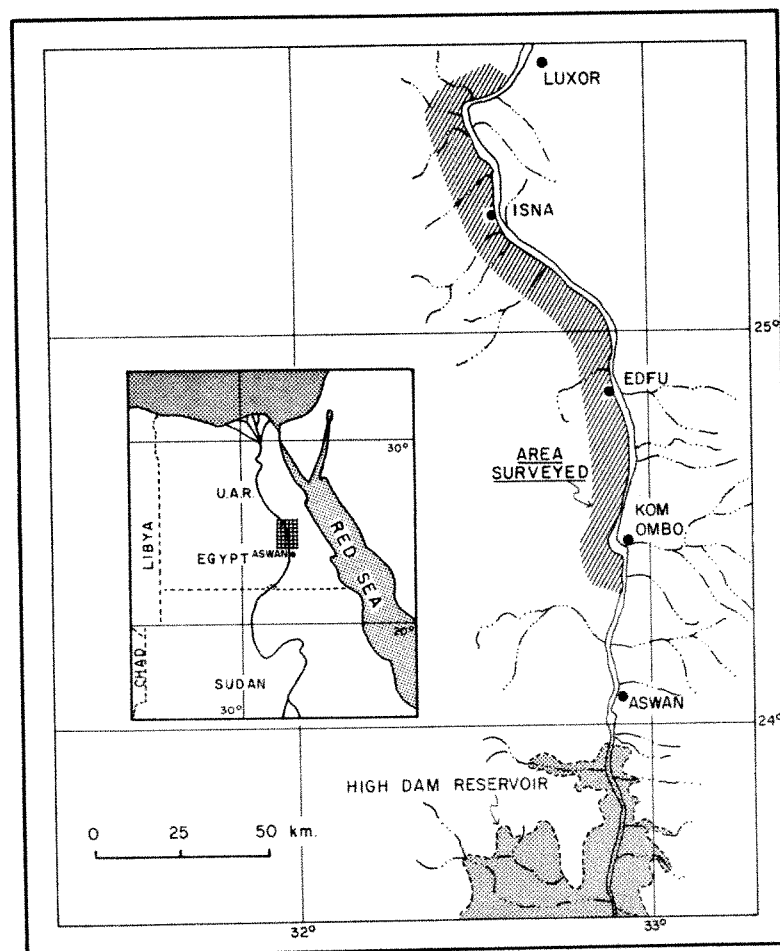 LUXOR
ISNA
25°
EDFU
AREA
SURVEYED
KOM
OMBO
30°
U.A.R.
LIBYA
RED SEA
EGYPT
ASWAN
20°
CHAD
SUDAN
30°
ASWAN
24°
HIGH DAM RESERVOIR
0 25 50 km.
32°
33°